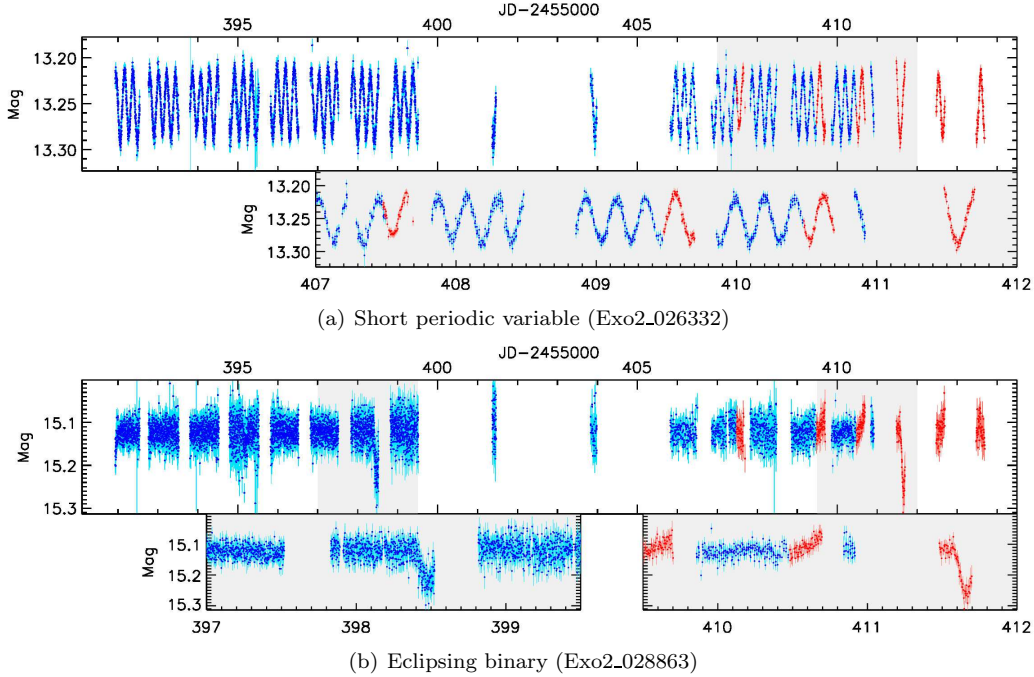 JD-2455000
395 400 405 410
13.20
Mag
13.25
13.30
13.20
Mag
13.25
13.30
407 408 409 410 411 412
(a) Short periodic variable (Exo2_026332)
JD-2455000
395 400 405 410
15.1
Mag
15.2
15.3
15.1
Mag
15.2
15.3
397 398 399 410 411 412
(b) Eclipsing binary (Exo2_028863)